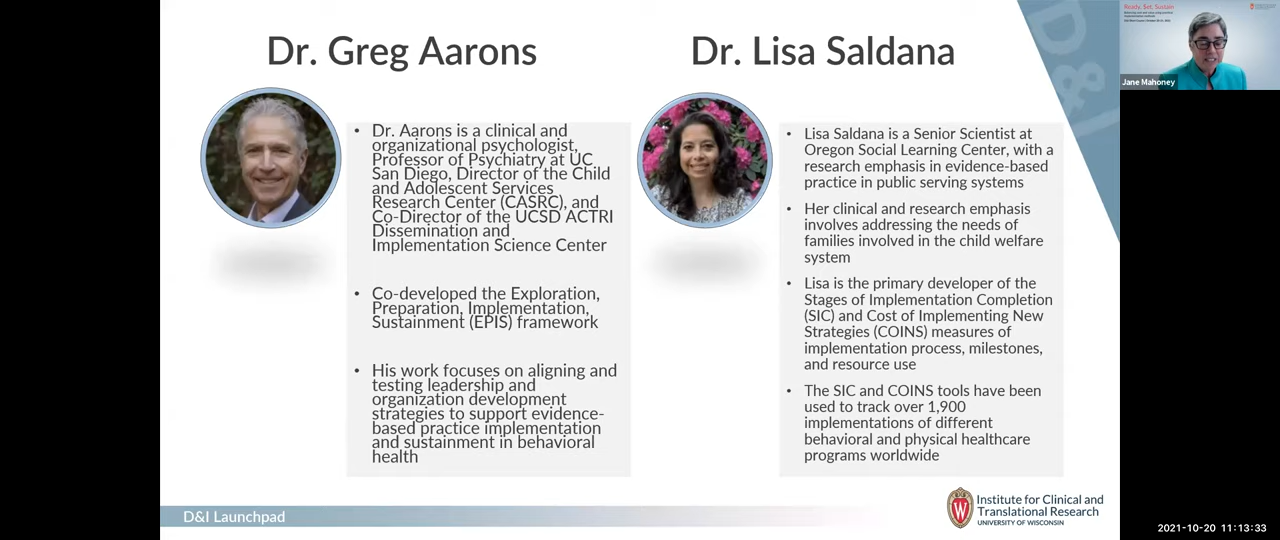 Dr. Greg Aarons
• Dr. Aarons is a clinical and
organizational psychologist,
Professor of Psychiatry at UC
San Diego, Director of the Child
and Adolescent Services
Research Center (CASRC), and
Co-Director of the UCSD ACTRI
Dissemination and
Implementation Science Center
• Co-developed the Exploration,
Preparation, Implementation,
Sustainment (EPIS) framework
• His work focuses on aligning and
testing leadership and
organization development
strategies to support evidence-
based practice implementation
and sustainment in behavioral
health
Dr. Lisa Saldana
• Lisa Saldana is a Senior Scientist at
Oregon Social Learning Center, with a
research emphasis in evidence-based
practice in public serving systems
• Her clinical and research emphasis
involves addressing the needs of
families involved in the child welfare
system
• Lisa is the primary developer of the
Stages of Implementation Completion
(SIC) and Cost of Implementing New
Strategies (COINS) measures of
implementation process, milestones,
and resource use
• The SIC and COINS tools have been
used to track over 1,900
implementations of different
behavioral and physical healthcare
programs worldwide
D&I
Ready, Set, Sustain
Jane Mahoney
D&I Launchpad
Institute for Clinical and
Translational Research
UNIVERSITY OF WISCONSIN
2021-10-20 11:13:33